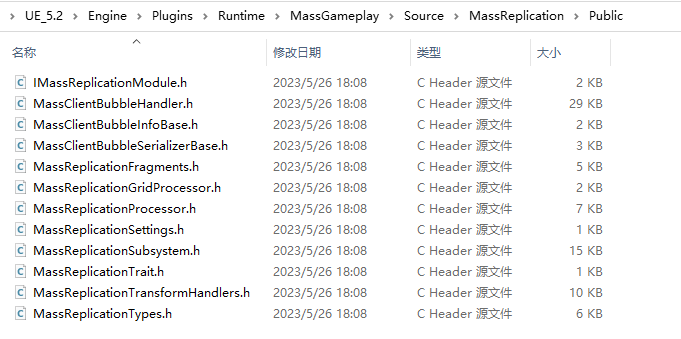 UE_5.2 > Engine > Plugins > Runtime > MassGameplay > Source > MassReplication > Public
名称 修改日期 类型 大小
IMassReplicationModule.h 2023/5/26 18:08 C Header 源文件 2 KB
MassClientBubbleHandler.h 2023/5/26 18:08 C Header 源文件 29 KB
MassClientBubbleInfoBase.h 2023/5/26 18:08 C Header 源文件 2 KB
MassClientBubbleSerializerBase.h 2023/5/26 18:08 C Header 源文件 3 KB
MassReplicationFragments.h 2023/5/26 18:08 C Header 源文件 5 KB
MassReplicationGridProcessor.h 2023/5/26 18:08 C Header 源文件 2 KB
MassReplicationProcessor.h 2023/5/26 18:08 C Header 源文件 7 KB
MassReplicationSettings.h 2023/5/26 18:08 C Header 源文件 1 KB
MassReplicationSubsystem.h 2023/5/26 18:08 C Header 源文件 15 KB
MassReplicationTrait.h 2023/5/26 18:08 C Header 源文件 1 KB
MassReplicationTransformHandlers.h 2023/5/26 18:08 C Header 源文件 10 KB
MassReplicationTypes.h 2023/5/26 18:08 C Header 源文件 6 KB